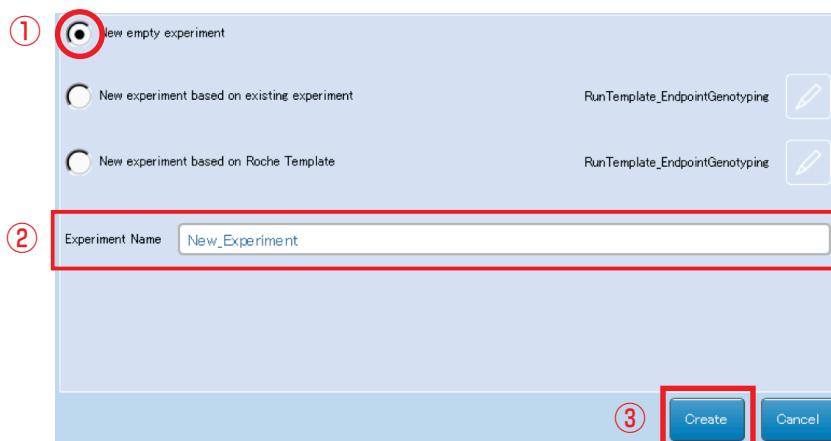 ① New empty experiment
New experiment based on existing experiment RunTemplate_EndpointGenotyping
New experiment based on Roche Template RunTemplate_EndpointGenotyping
② Experiment Name New_Experiment
③ Create Cancel